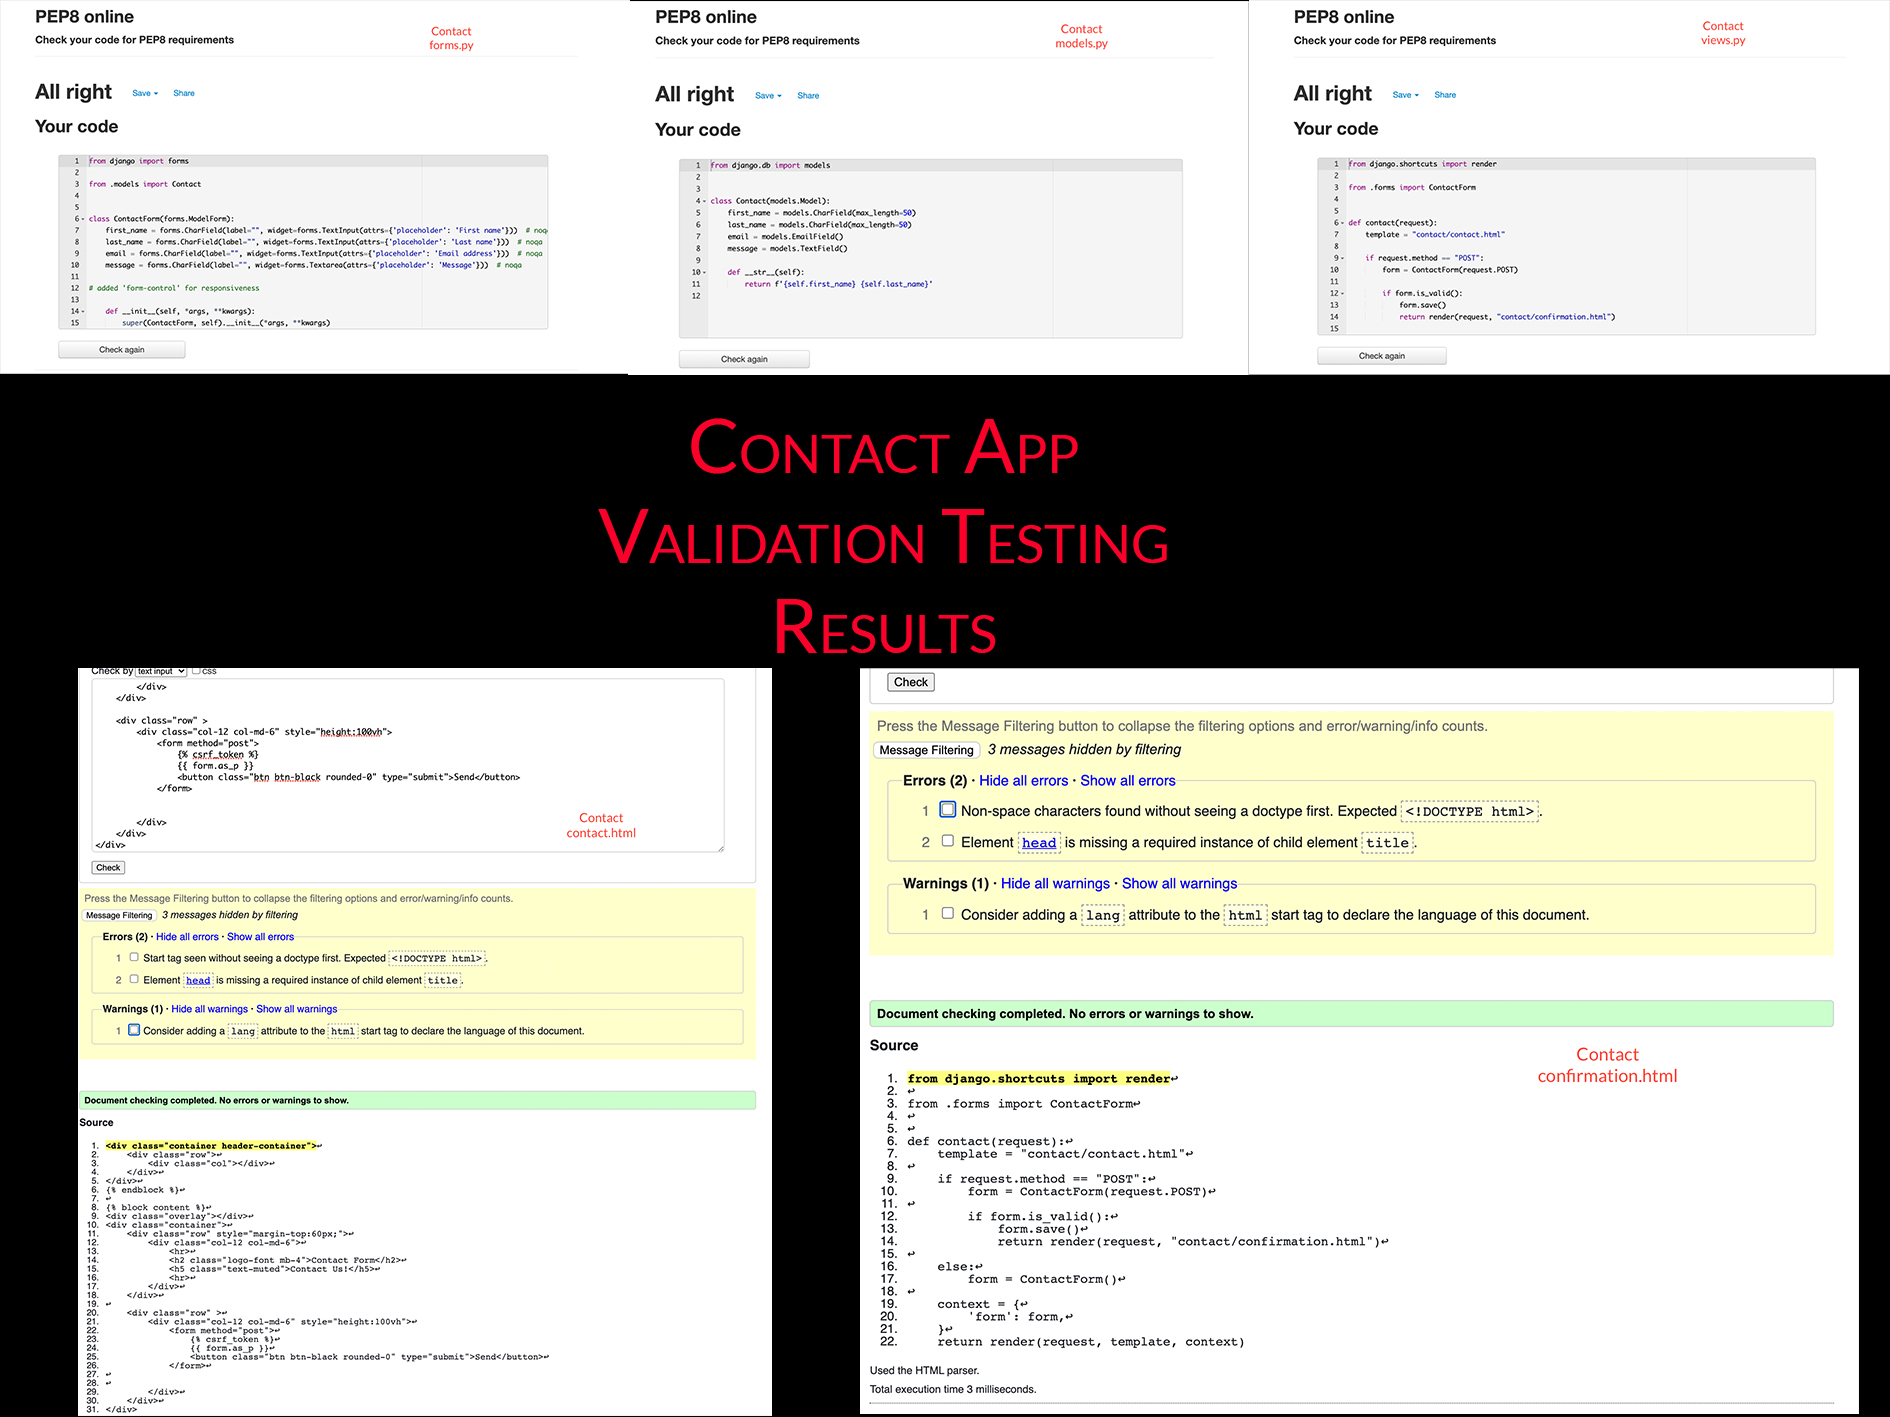 PEP8 online
Check your code for PEP8 requirements
Contact
forms.py
All right Save Share
Your code
1 from django import forms
2
3 from .models import Contact
4
5
6 class ContactForm(forms.ModelForm):
7 first_name = forms.CharField(label="", widget=forms.TextInput(attrs={'placeholder': 'First name'})) # noq
8 last_name = forms.CharField(label="", widget=forms.TextInput(attrs={'placeholder': 'Last name'})) # noqa
9 email = forms.CharField(label="", widget=forms.TextInput(attrs={'placeholder': 'Email address'})) # noqa
10 message = forms.CharField(label="", widget=forms.Textarea(attrs={'placeholder': 'Message'})) # noqa
11
12 # added 'form-control' for responsiveness
13
14 def __init__(self, *args, **kwargs):
15 super(ContactForm, self).__init__(*args, **kwargs)
Check again
PEP8 online
Check your code for PEP8 requirements
Contact
models.py
All right Save Share
Your code
1 from django.db import models
2
3
4 class Contact(models.Model):
5 first_name = models.CharField(max_length=50)
6 last_name = models.CharField(max_length=50)
7 email = models.EmailField()
8 message = models.TextField()
9
10 def __str__(self):
11 return f'{self.first_name} {self.last_name}'
12
Check again
PEP8 online
Check your code for PEP8 requirements
Contact
views.py
All right Save Share
Your code
1 from django.shortcuts import render
2
3 from .forms import ContactForm
4
5
6 def contact(request):
7 template = "contact/contact.html"
8
9 if request.method == "POST":
10 form = ContactForm(request.POST)
11
12 if form.is_valid():
13 form.save()
14 return render(request, "contact/confirmation.html")
15
Check again
Contact App
Validation Testing
Results
Check by text input css
</div>
</div>
<div class="row" >
<div class="col-12 col-md-6" style="height:100vh">
<form method="post">
{% csrf_token %}
{{ form.as_p }}
<button class="btn btn-black rounded-0" type="submit">Send</button>
</form>
</div>
</div>
</div>
Contact
contact.html
Check
Press the Message Filtering button to collapse the filtering options and error/warning/info counts.
Message Filtering 3 messages hidden by filtering
Errors (2) · Hide all errors · Show all errors
1 Start tag seen without seeing a doctype first. Expected <!DOCTYPE html>.
2 Element head is missing a required instance of child element title.
Warnings (1) · Hide all warnings · Show all warnings
1 Consider adding a lang attribute to the html start tag to declare the language of this document.
Document checking completed. No errors or warnings to show.
Source
1. <div class="container header-container">↩
2. <div class="row">↩
3. <div class="col"></div>↩
4. </div>↩
5. </div>↩
6. {% endblock %}↩
7. ↩
8. {% block content %}↩
9. <div class="overlay"></div>↩
10. <div class="container">↩
11. <div class="row" style="margin-top:60px;">↩
12. <div class="col-12 col-md-6">↩
13. <hr>↩
14. <h2 class="logo-font mb-4">Contact Form</h2>↩
15. <h5 class="text-muted">Contact Us!</h5>↩
16. <hr>↩
17. </div>↩
18. </div>↩
19. ↩
20. <div class="row" >↩
21. <div class="col-12 col-md-6" style="height:100vh">↩
22. <form method="post">↩
23. {% csrf_token %}↩
24. {{ form.as_p }}↩
25. <button class="btn btn-black rounded-0" type="submit">Send</button>↩
26. </form>↩
27. ↩
28. ↩
29. </div>↩
30. </div>↩
31. </div>
Check
Press the Message Filtering button to collapse the filtering options and error/warning/info counts.
Message Filtering 3 messages hidden by filtering
Errors (2) · Hide all errors · Show all errors
1 Non-space characters found without seeing a doctype first. Expected <!DOCTYPE html>.
2 Element head is missing a required instance of child element title.
Warnings (1) · Hide all warnings · Show all warnings
1 Consider adding a lang attribute to the html start tag to declare the language of this document.
Document checking completed. No errors or warnings to show.
Source
Contact
confirmation.html
1. from django.shortcuts import render↩
2. ↩
3. from .forms import ContactForm↩
4. ↩
5. ↩
6. def contact(request):↩
7. template = "contact/contact.html"↩
8. ↩
9. if request.method == "POST":↩
10. form = ContactForm(request.POST)↩
11. ↩
12. if form.is_valid():↩
13. form.save()↩
14. return render(request, "contact/confirmation.html")↩
15. ↩
16. else:↩
17. form = ContactForm()↩
18. ↩
19. context = {↩
20. 'form': form,↩
21. }↩
22. return render(request, template, context)
Used the HTML parser.
Total execution time 3 milliseconds.